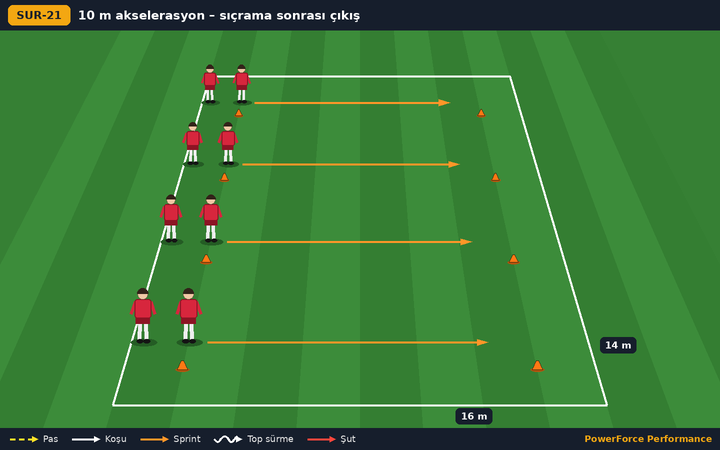 SUR-21 10 m akselerasyon – sıçrama sonrası çıkış
14 m
16 m
Pas Koşu Sprint Top sürme Şut PowerForce Performance